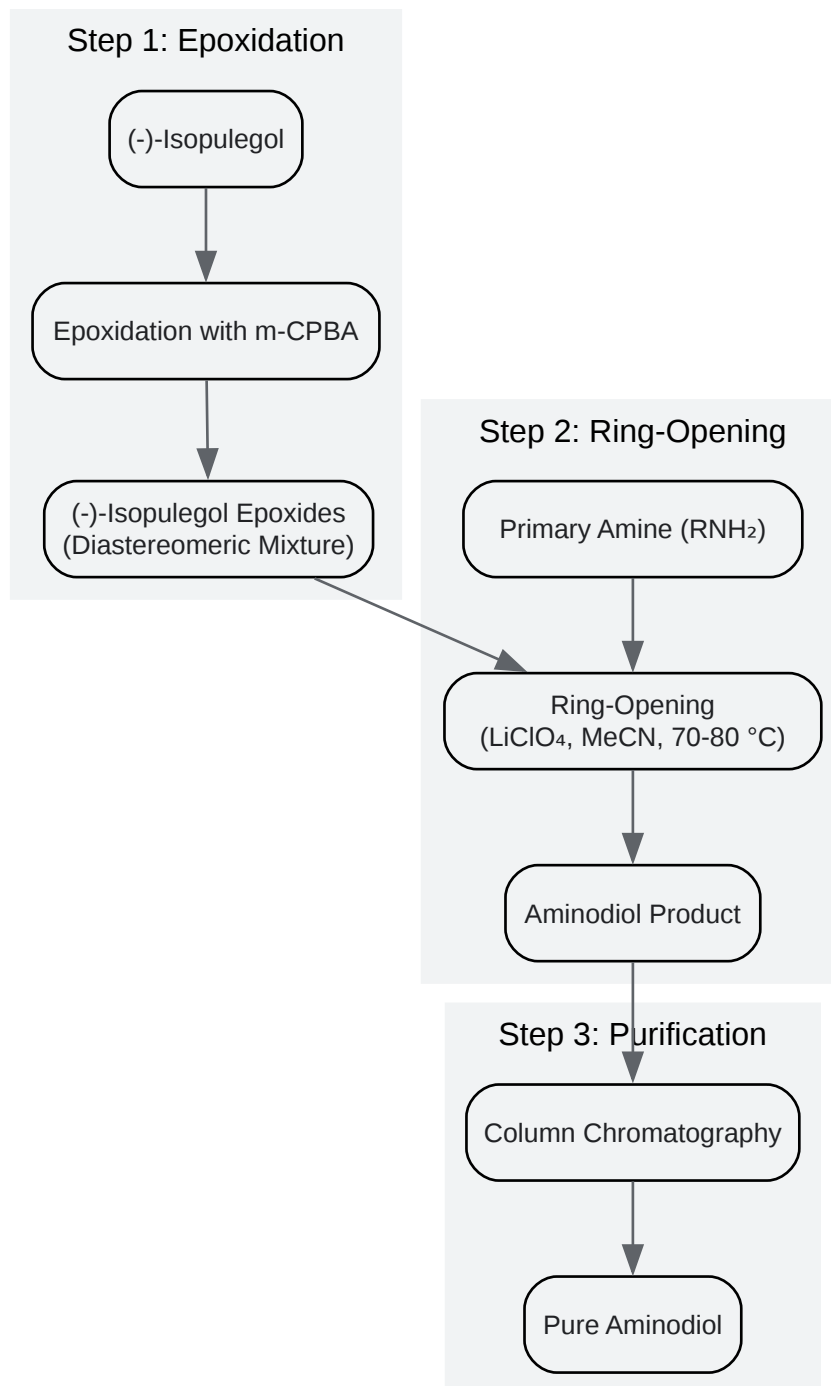 Step 1: Epoxidation
(-)-Isopulegol
Epoxidation with m-CPBA
(-)-Isopulegol Epoxides
(Diastereomeric Mixture)
Step 2: Ring-Opening
Primary Amine (RNH₂)
Ring-Opening
(LiClO₄, MeCN, 70-80 °C)
Aminodiol Product
Step 3: Purification
Column Chromatography
Pure Aminodiol